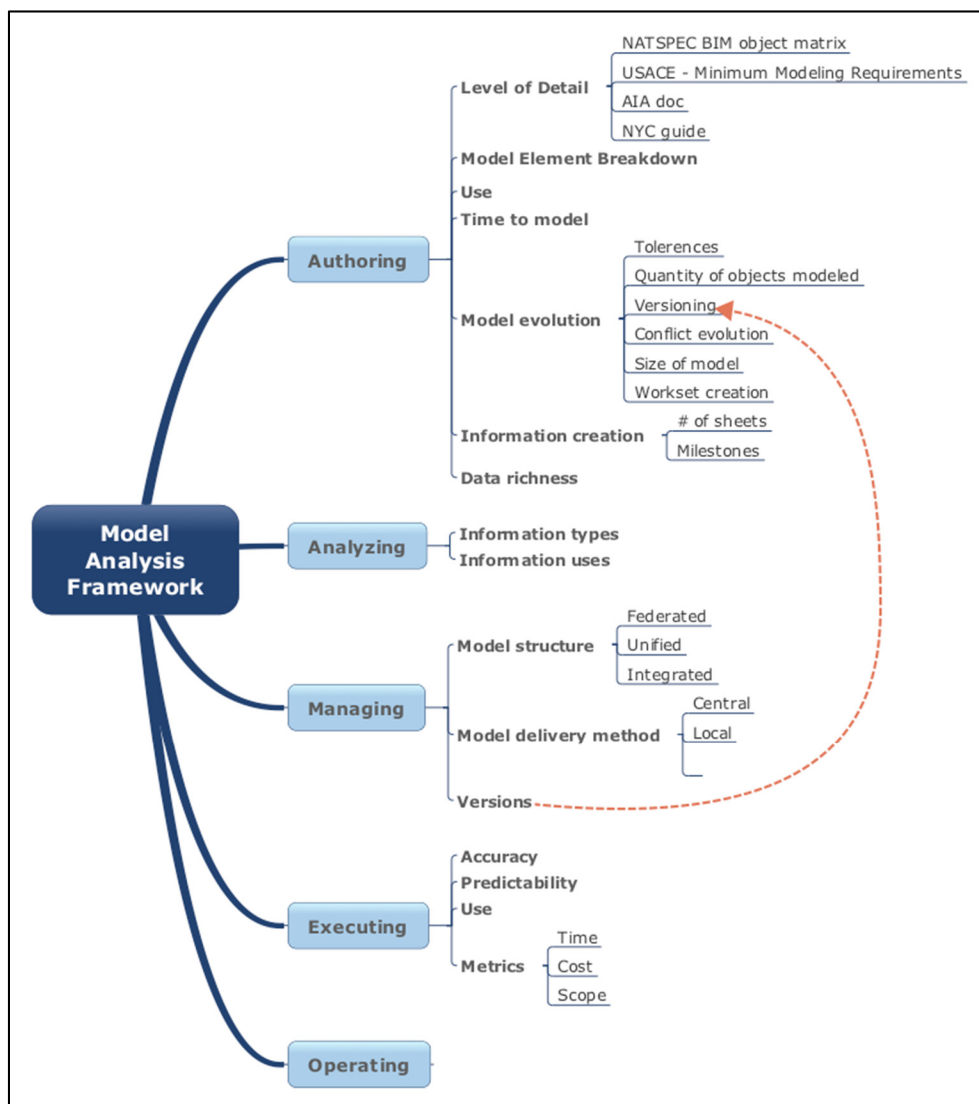 Model
Analysis
Framework
Authoring
Level of Detail
NATSPEC BIM object matrix
USACE - Minimum Modeling Requirements
AIA doc
NYC guide
Model Element Breakdown
Use
Time to model
Model evolution
Tolerences
Quantity of objects modeled
Versioning
Conflict evolution
Size of model
Workset creation
Information creation
# of sheets
Milestones
Data richness
Analyzing
Information types
Information uses
Managing
Model structure
Federated
Unified
Integrated
Model delivery method
Central
Local
Versions
Executing
Accuracy
Predictability
Use
Metrics
Time
Cost
Scope
Operating